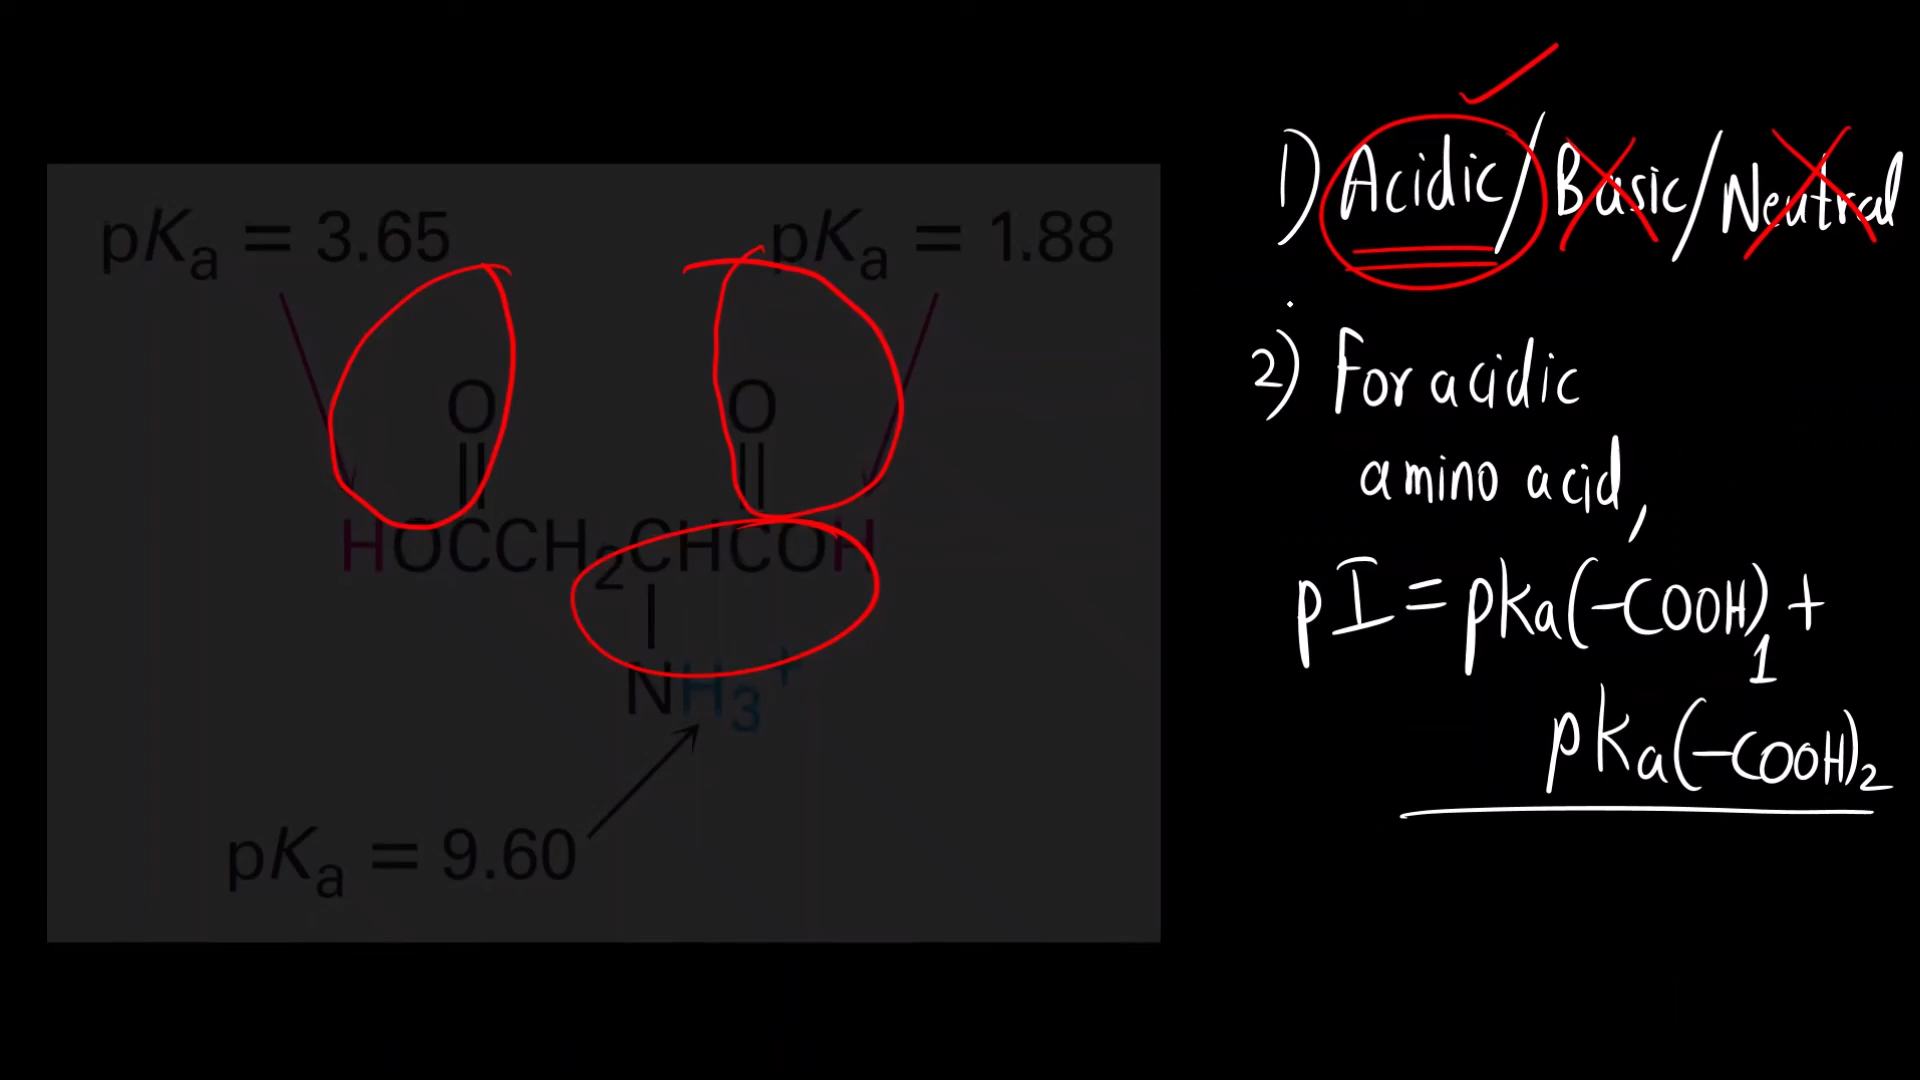 pKa = 3.65
pKa = 1.88
O O
HOCCH2CHCOH
NH3+
pKa = 9.60
1) Acidic/Basic/Neutral
2) For acidic
amino acid,
pI = pka(-COOH)1 +
pka(-COOH)2